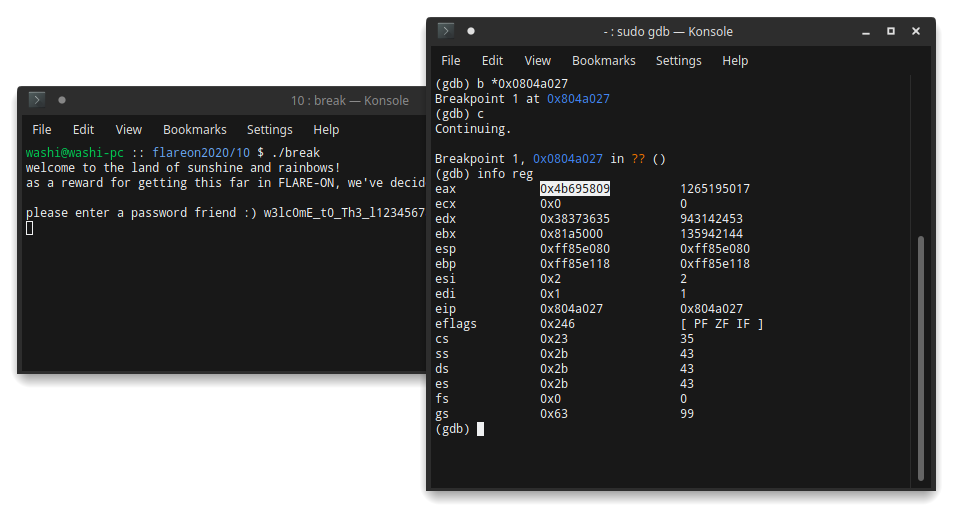 10 : break — Konsole
File Edit View Bookmarks Settings Help
washi@washi-pc :: flareon2020/10 $ ./break
welcome to the land of sunshine and rainbows!
as a reward for getting this far in FLARE-ON, we've decid
please enter a password friend :) w3lc0mE_t0_Th3_l1234567
- : sudo gdb — Konsole
File Edit View Bookmarks Settings Help
(gdb) b *0x0804a027
Breakpoint 1 at 0x804a027
(gdb) c
Continuing.
Breakpoint 1, 0x0804a027 in ?? ()
(gdb) info reg
eax 0x4b695809 1265195017
ecx 0x0 0
edx 0x38373635 943142453
ebx 0x81a5000 135942144
esp 0xff85e080 0xff85e080
ebp 0xff85e118 0xff85e118
esi 0x2 2
edi 0x1 1
eip 0x804a027 0x804a027
eflags 0x246 [ PF ZF IF ]
cs 0x23 35
ss 0x2b 43
ds 0x2b 43
es 0x2b 43
fs 0x0 0
gs 0x63 99
(gdb)